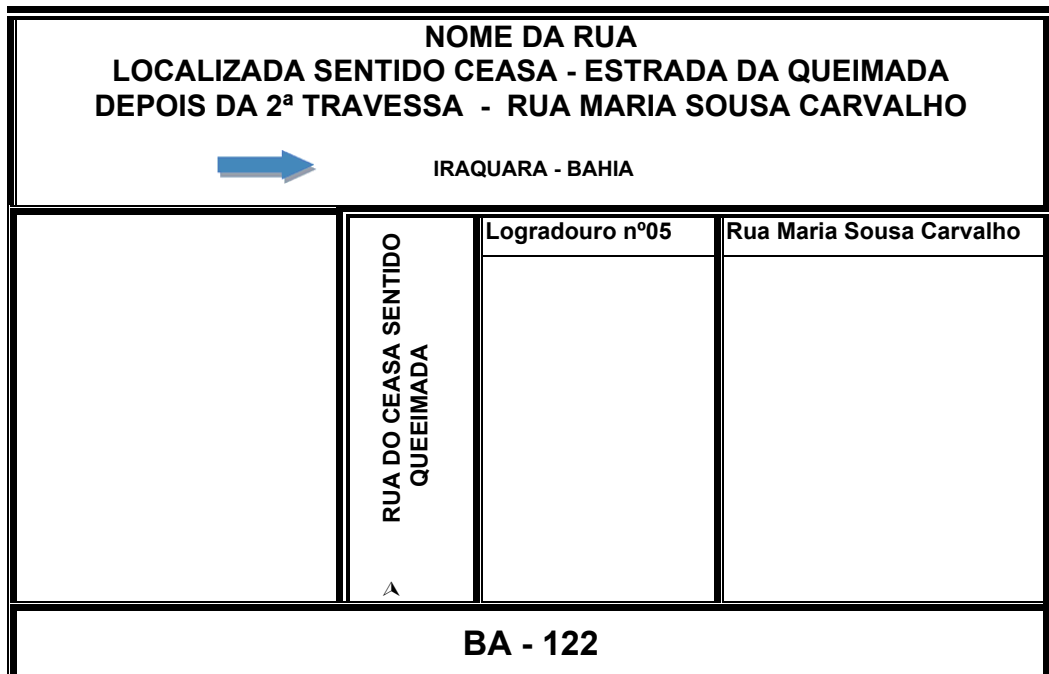 NOME DA RUA
LOCALIZADA SENTIDO CEASA - ESTRADA DA QUEIMADA
DEPOIS DA 2ª TRAVESSA - RUA MARIA SOUSA CARVALHO
IRAQUARA - BAHIA
RUA DO CEASA SENTIDO
QUEEIMADA
Logradouro nº05
Rua Maria Sousa Carvalho
BA - 122